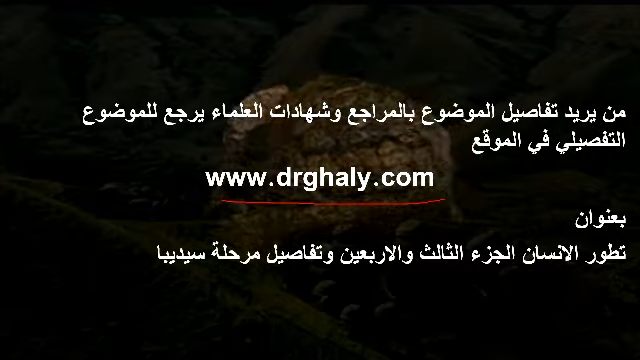 من يريد تفاصيل الموضوع بالمراجع وشهادات العلماء يرجع للموضوع
التفصيلي في الموقع
www.drghaly.com
بعنوان
تطور الانسان الجزء الثالث والاربعين وتفاصيل مرحلة سيديبا